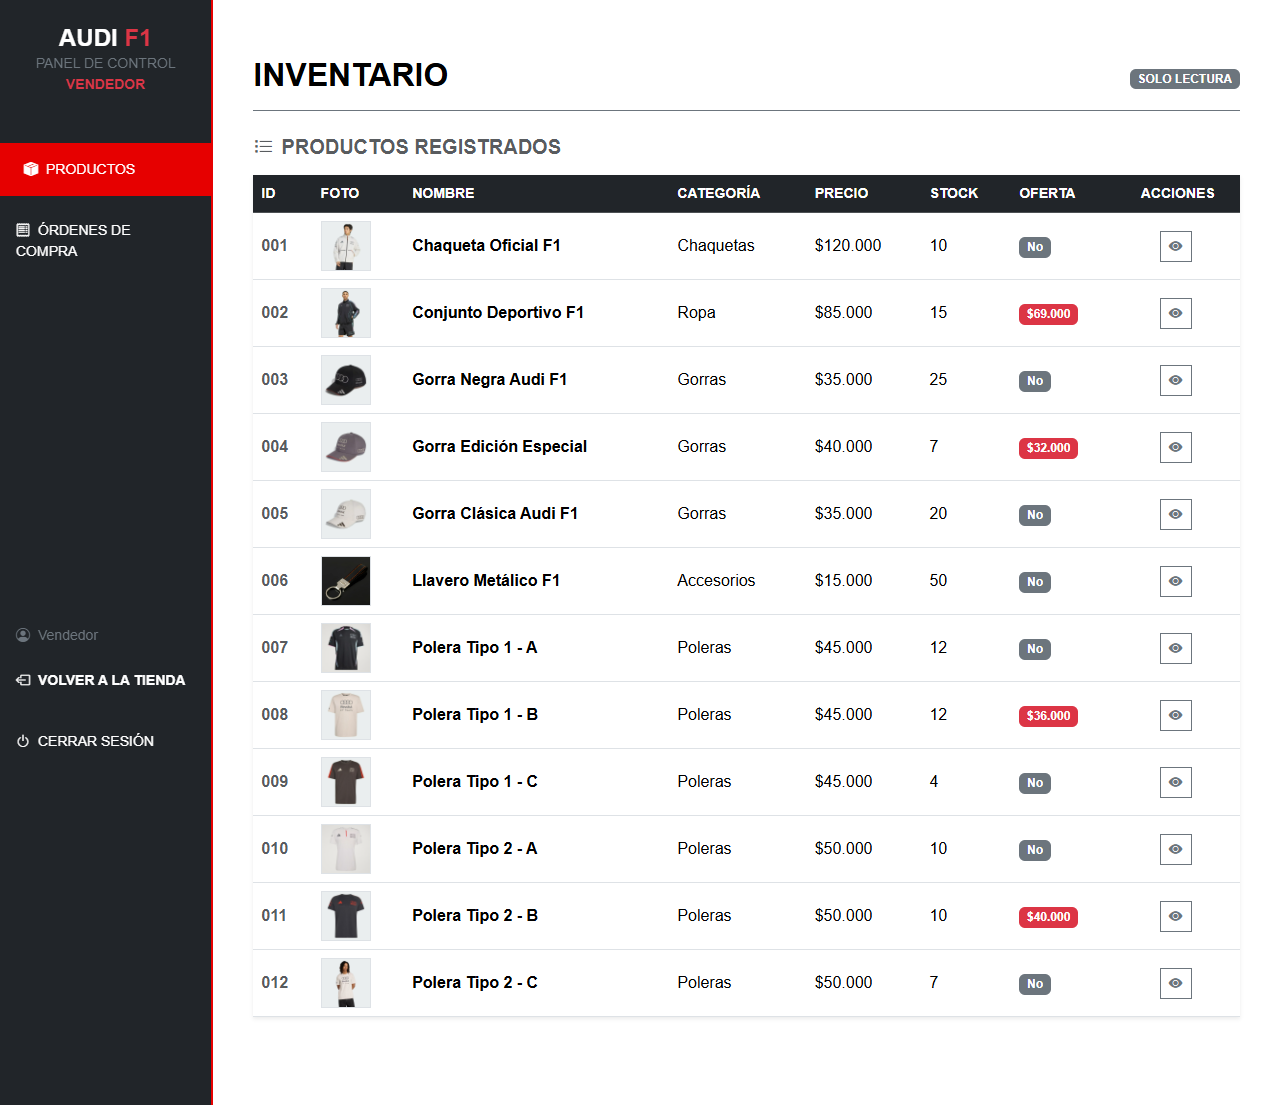 AUDI F1
PANEL DE CONTROL
VENDEDOR
PRODUCTOS
ÓRDENES DE
COMPRA
Vendedor
VOLVER A LA TIENDA
CERRAR SESIÓN
INVENTARIO
SOLO LECTURA
PRODUCTOS REGISTRADOS
ID FOTO NOMBRE CATEGORÍA PRECIO STOCK OFERTA ACCIONES
001 Chaqueta Oficial F1 Chaquetas $120.000 10 No
002 Conjunto Deportivo F1 Ropa $85.000 15 $69.000
003 Gorra Negra Audi F1 Gorras $35.000 25 No
004 Gorra Edición Especial Gorras $40.000 7 $32.000
005 Gorra Clásica Audi F1 Gorras $35.000 20 No
006 Llavero Metálico F1 Accesorios $15.000 50 No
007 Polera Tipo 1 - A Poleras $45.000 12 No
008 Polera Tipo 1 - B Poleras $45.000 12 $36.000
009 Polera Tipo 1 - C Poleras $45.000 4 No
010 Polera Tipo 2 - A Poleras $50.000 10 No
011 Polera Tipo 2 - B Poleras $50.000 10 $40.000
012 Polera Tipo 2 - C Poleras $50.000 7 No